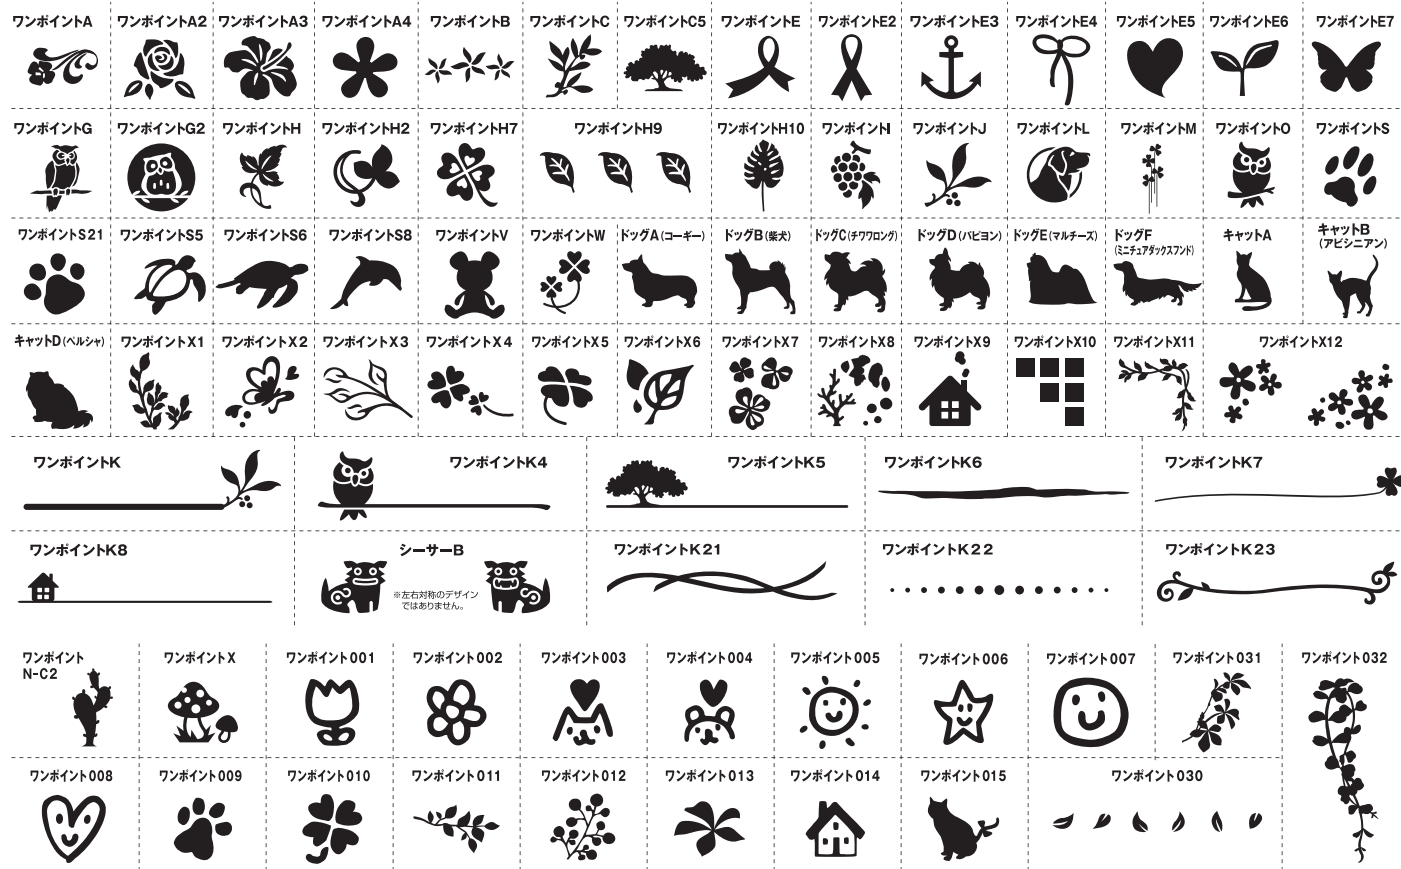 ワンポイントA
ワンポイントA2
ワンポイントA3
ワンポイントA4
ワンポイントB
ワンポイントC
ワンポイントC5
ワンポイントE
ワンポイントE2
ワンポイントE3
ワンポイントE4
ワンポイントE5
ワンポイントE6
ワンポイントE7
ワンポイントG
ワンポイントG2
ワンポイントH
ワンポイントH2
ワンポイントH7
ワンポイントH9
ワンポイントH10
ワンポイントI
ワンポイントJ
ワンポイントL
ワンポイントM
ワンポイントO
ワンポイントS
ワンポイントS21
ワンポイントS5
ワンポイントS6
ワンポイントS8
ワンポイントV
ワンポイントW
ドッグA(コーギー)
ドッグB(柴犬)
ドッグC(チワワロング)
ドッグD(パピヨン)
ドッグE(マルチーズ)
ドッグF
(ミニチュアダックスフンド)
キャットA
キャットB
(アビシニアン)
キャットD(ペルシャ)
ワンポイントX1
ワンポイントX2
ワンポイントX3
ワンポイントX4
ワンポイントX5
ワンポイントX6
ワンポイントX7
ワンポイントX8
ワンポイントX9
ワンポイントX10
ワンポイントX11
ワンポイントX12
ワンポイントK
ワンポイントK4
ワンポイントK5
ワンポイントK6
ワンポイントK7
ワンポイントK8
シーサーB
※左右対称のデザイン
ではありません。
ワンポイントK21
ワンポイントK22
ワンポイントK23
ワンポイント
N-C2
ワンポイントX
ワンポイント001
ワンポイント002
ワンポイント003
ワンポイント004
ワンポイント005
ワンポイント006
ワンポイント007
ワンポイント031
ワンポイント032
ワンポイント008
ワンポイント009
ワンポイント010
ワンポイント011
ワンポイント012
ワンポイント013
ワンポイント014
ワンポイント015
ワンポイント030